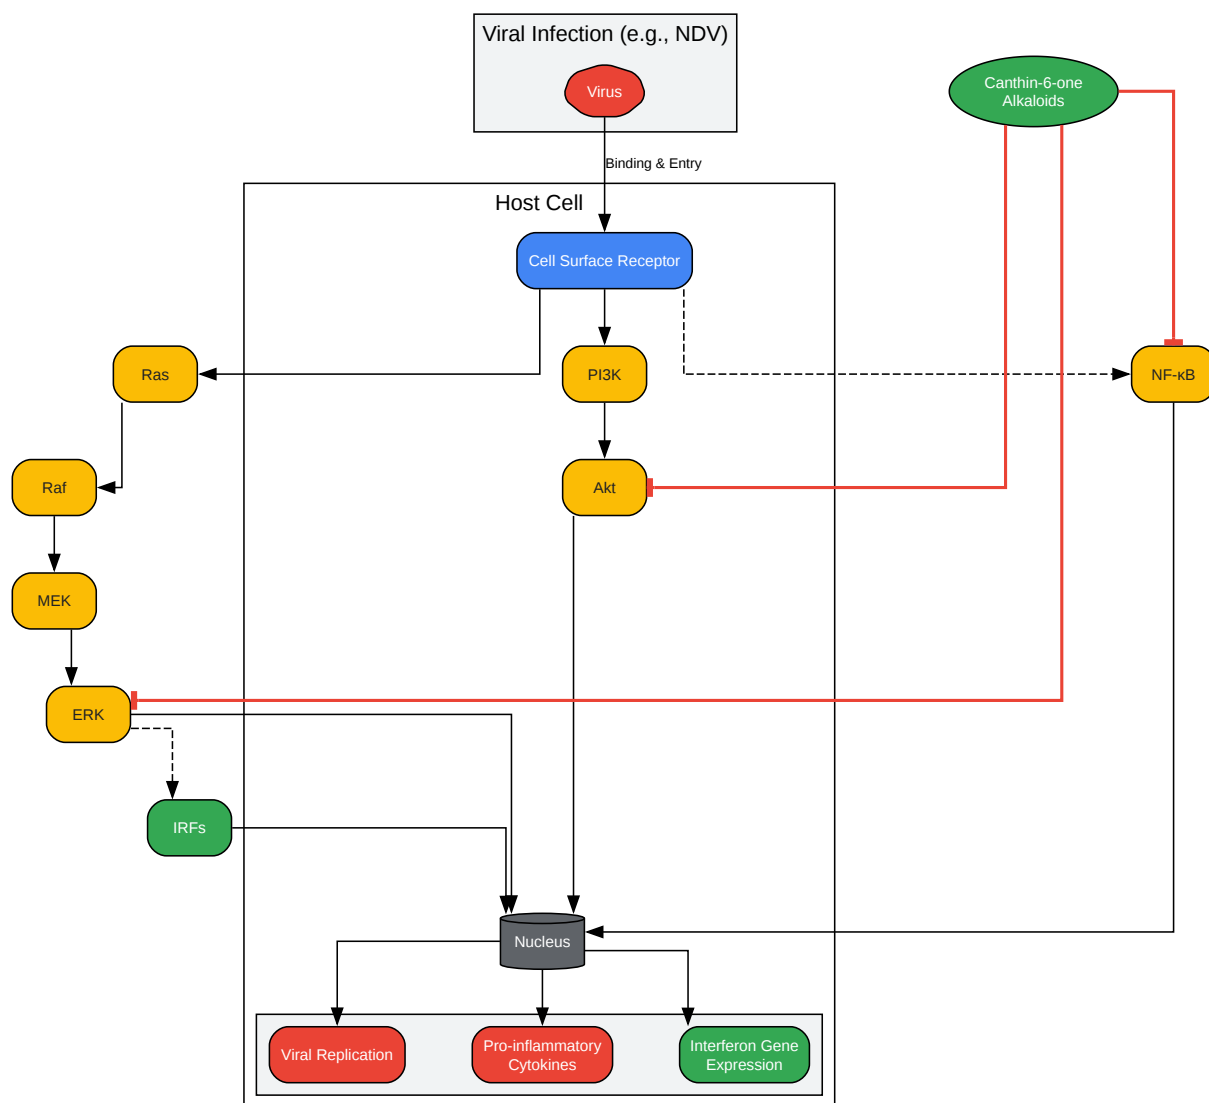 Viral Infection (e.g., NDV)
Virus
Canthin-6-one
Alkaloids
Binding & Entry
Host Cell
Cell Surface Receptor
Ras
PI3K
NF-κB
Raf
Akt
MEK
ERK
IRFs
Nucleus
Viral Replication
Pro-inflammatory
Cytokines
Interferon Gene
Expression